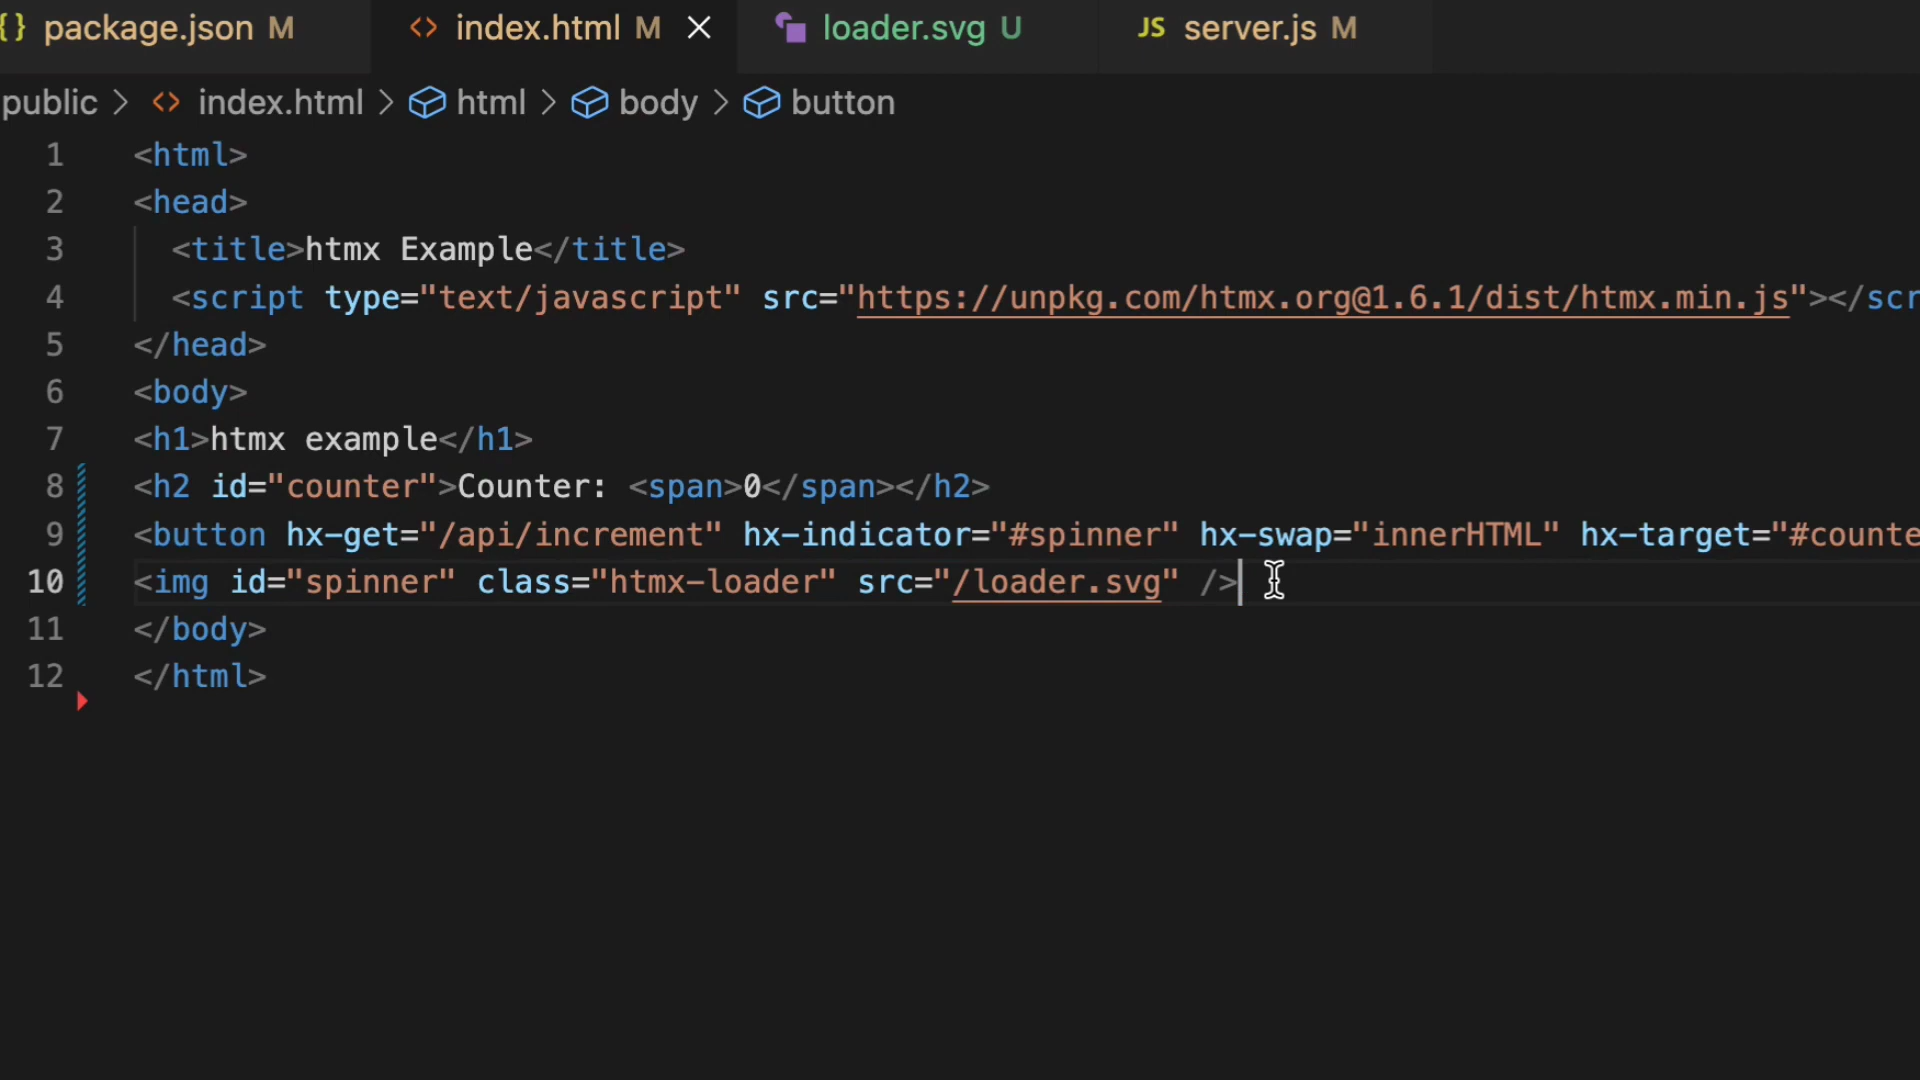 {} package.json M
<> index.html M
loader.svg U
JS server.js M
public > <> index.html > html > body > button
1 <html>
2 <head>
3 <title>htmx Example</title>
4 <script type="text/javascript" src="https://unpkg.com/htmx.org@1.6.1/dist/htmx.min.js"></scr
5 </head>
6 <body>
7 <h1>htmx example</h1>
8 <h2 id="counter">Counter: <span>0</span></h2>
9 <button hx-get="/api/increment" hx-indicator="#spinner" hx-swap="innerHTML" hx-target="#counte
10 <img id="spinner" class="htmx-loader" src="/loader.svg" />
11 </body>
12 </html>